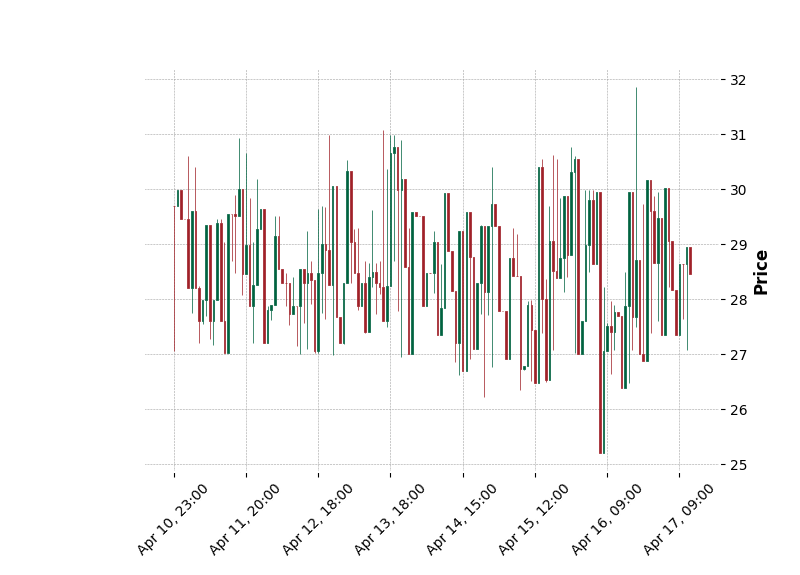 32
31
30
29
28
27
26
25
Price
Apr 10, 23:00
Apr 11, 20:00
Apr 12, 18:00
Apr 13, 18:00
Apr 14, 15:00
Apr 15, 12:00
Apr 16, 09:00
Apr 17, 09:00